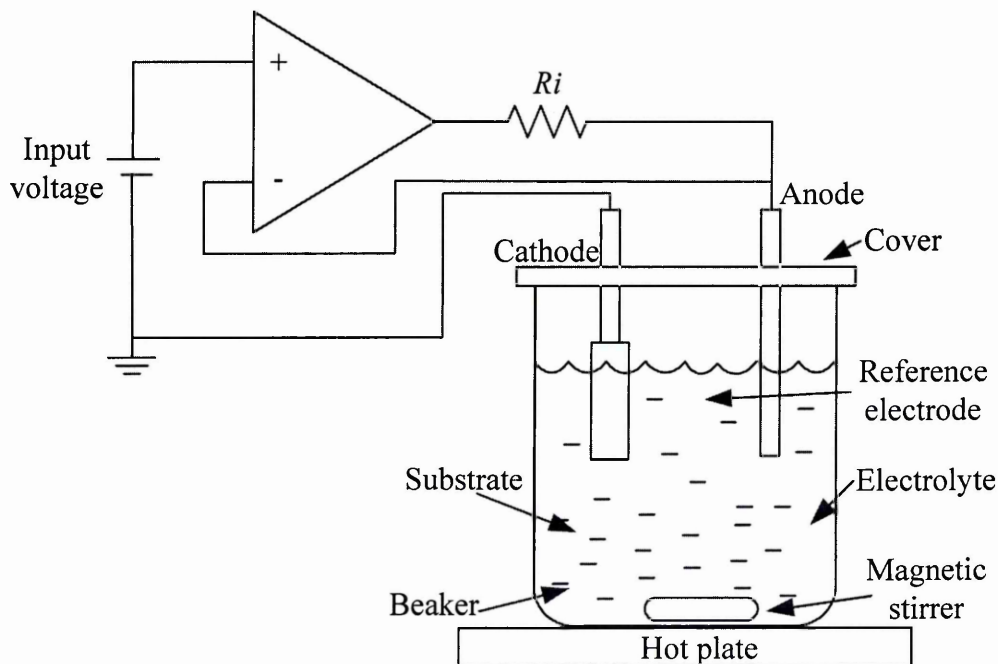 +
Ri
Input
voltage
-
Anode
Cover
Cathode
Reference
electrode
Substrate
Electrolyte
Magnetic
stirrer
Beaker
Hot plate